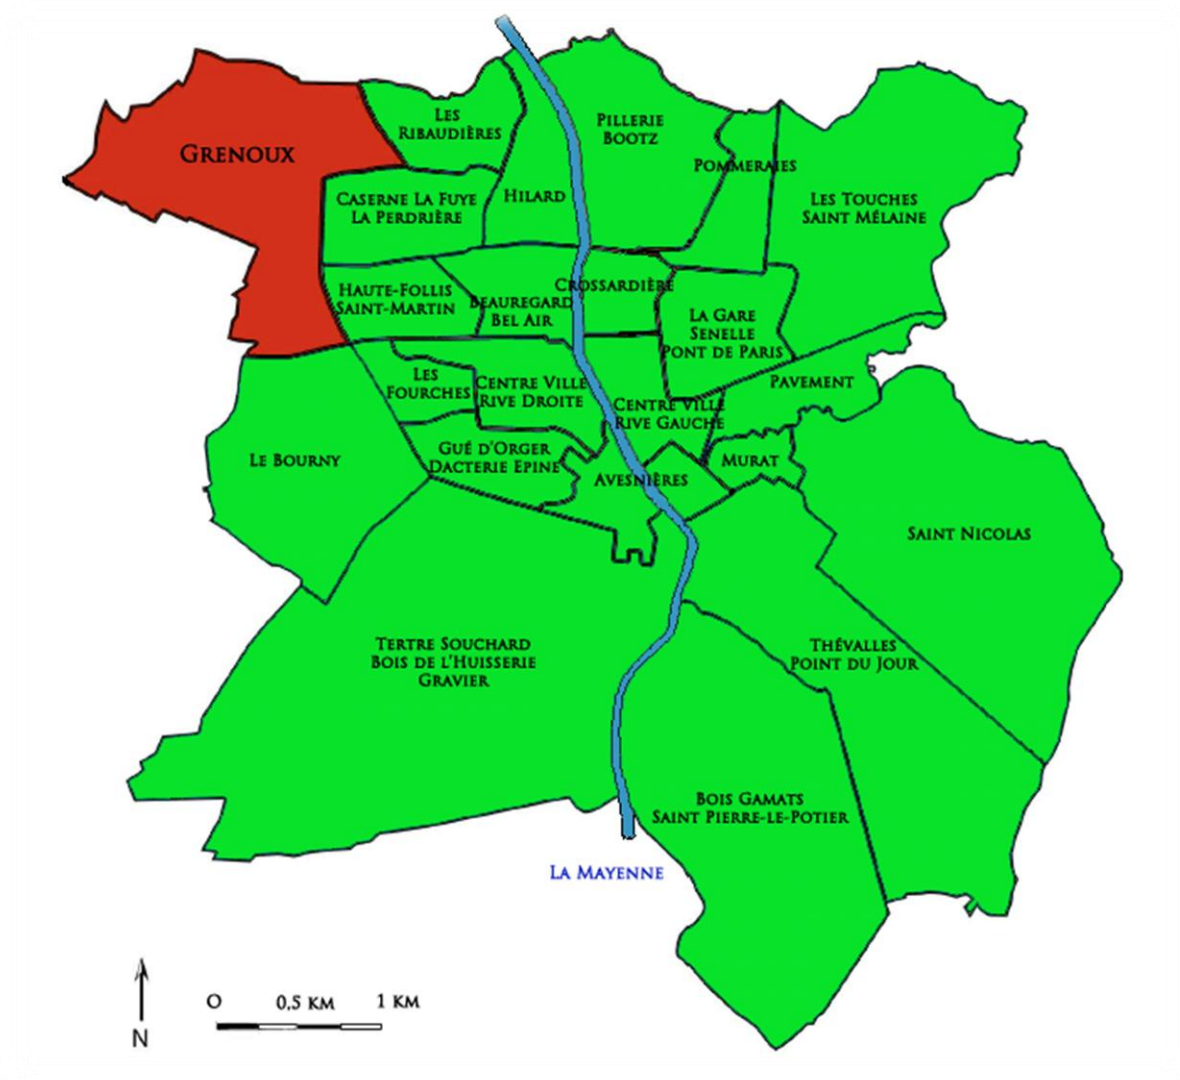 LES
RIBAUDIÈRES
PILLERIE
BOOTZ
GRENOUX
POMMERAIES
CASERNE LA FUYE
LA PERDRIÈRE
HILARD
LES TOUCHES
SAINT MÉLAINE
HAUTE-FOLLIS
SAINT-MARTIN
BEAUREGARD
BEL AIR
CROSSARDIÈRE
LA GARE
SENELLE
PONT DE PARIS
LES
FOURCHES
CENTRE VILLE
RIVE DROITE
CENTRE VILLE
RIVE GAUCHE
PAVEMENT
LE BOURNY
GUÉ D'ORGER
DACTERIE EPINE
AVESNIÈRES
MURAT
SAINT NICOLAS
TERTRE SOUCHARD
BOIS DE L'HUISSERIE
GRAVIER
THÉVALLES
POINT DU JOUR
BOIS GAMATS
SAINT PIERRE-LE-POTIER
LA MAYENNE
N
0 0,5 KM 1 KM